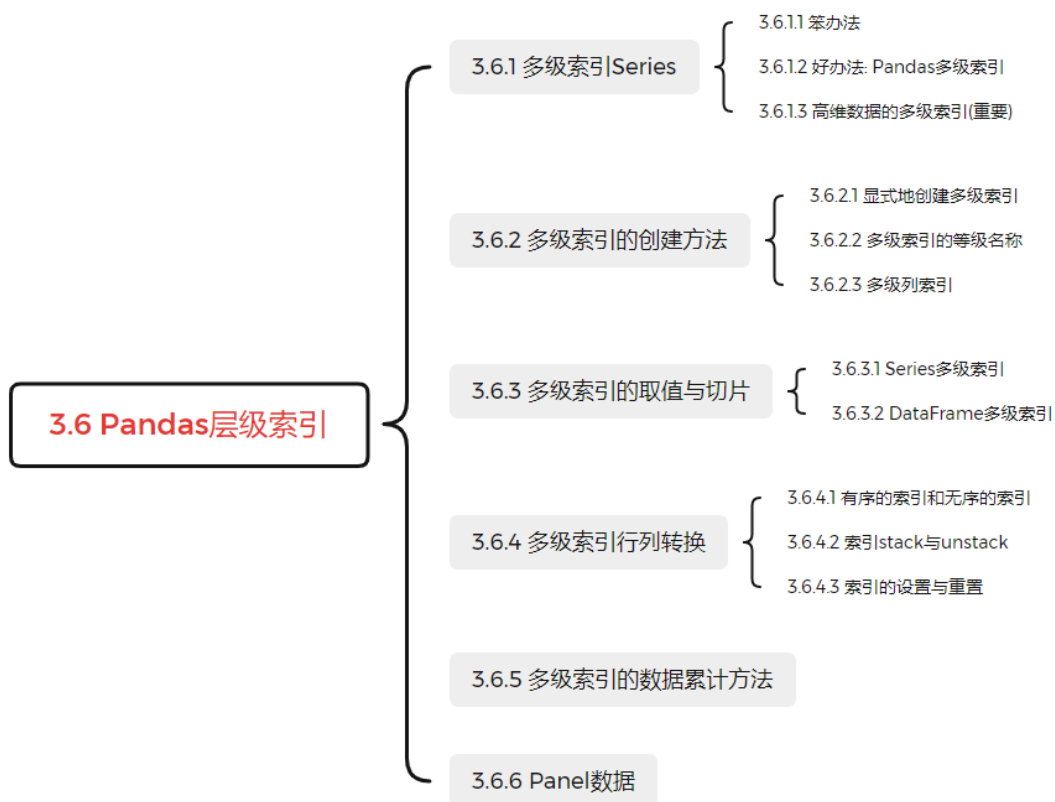 3.6 Pandas层级索引
3.6.1 多级索引Series
3.6.1.1 笨办法
3.6.1.2 好办法: Pandas多级索引
3.6.1.3 高维数据的多级索引(重要)
3.6.2 多级索引的创建方法
3.6.2.1 显式地创建多级索引
3.6.2.2 多级索引的等级名称
3.6.2.3 多级列索引
3.6.3 多级索引的取值与切片
3.6.3.1 Series多级索引
3.6.3.2 DataFrame多级索引
3.6.4 多级索引行列转换
3.6.4.1 有序的索引和无序的索引
3.6.4.2 索引stack与unstack
3.6.4.3 索引的设置与重置
3.6.5 多级索引的数据累计方法
3.6.6 Panel数据